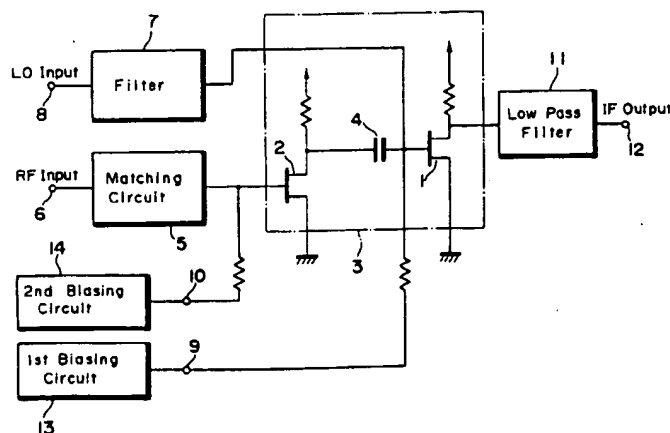 7
11
LO Input
Filter
8
4
Low Pass
Filter
IF Output
12
2
1
RF Input
Matching
Circuit
6
5
3
14
10
2nd Biasing
Circuit
9
1st Biasing
Circuit
13